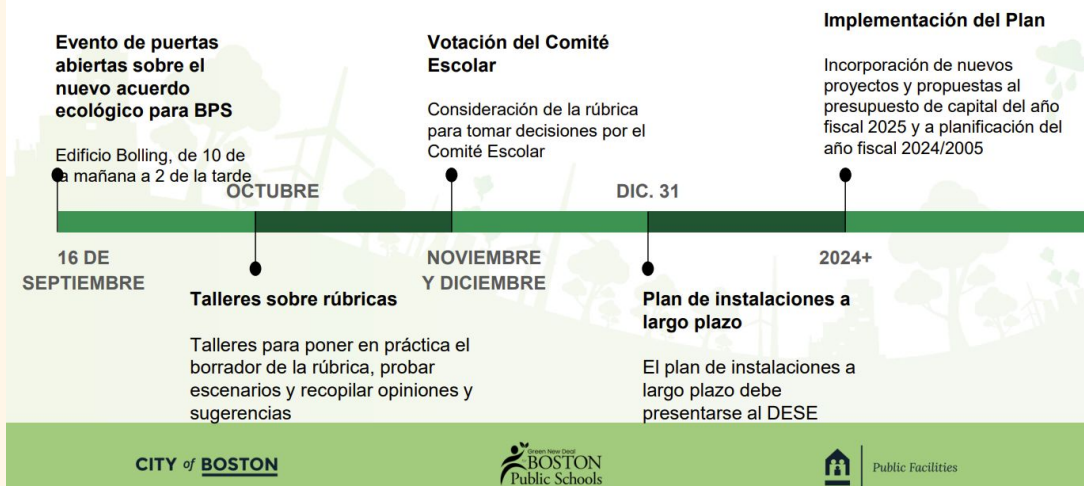 Evento de puertas
abiertas sobre el
nuevo acuerdo
ecológico para BPS
Edificio Bolling, de 10 de
la mañana a 2 de la tarde
16 DE
SEPTIEMBRE
OCTUBRE
Talleres sobre rúbricas
Talleres para poner en práctica el
borrador de la rúbrica, probar
escenarios y recopilar opiniones y
sugerencias
Votación del Comité
Escolar
Consideración de la rúbrica
para tomar decisiones por el
Comité Escolar
NOVIEMBRE
Y DICIEMBRE
DIC. 31
Plan de instalaciones a
largo plazo
El plan de instalaciones a
largo plazo debe
presentarse al DESE
Implementación del Plan
Incorporación de nuevos
proyectos y propuestas al
presupuesto de capital del año
fiscal 2025 y a planificación del
año fiscal 2024/2005
2024+
CITY of BOSTON
Green New Deal
BOSTON
Public Schools
Public Facilities